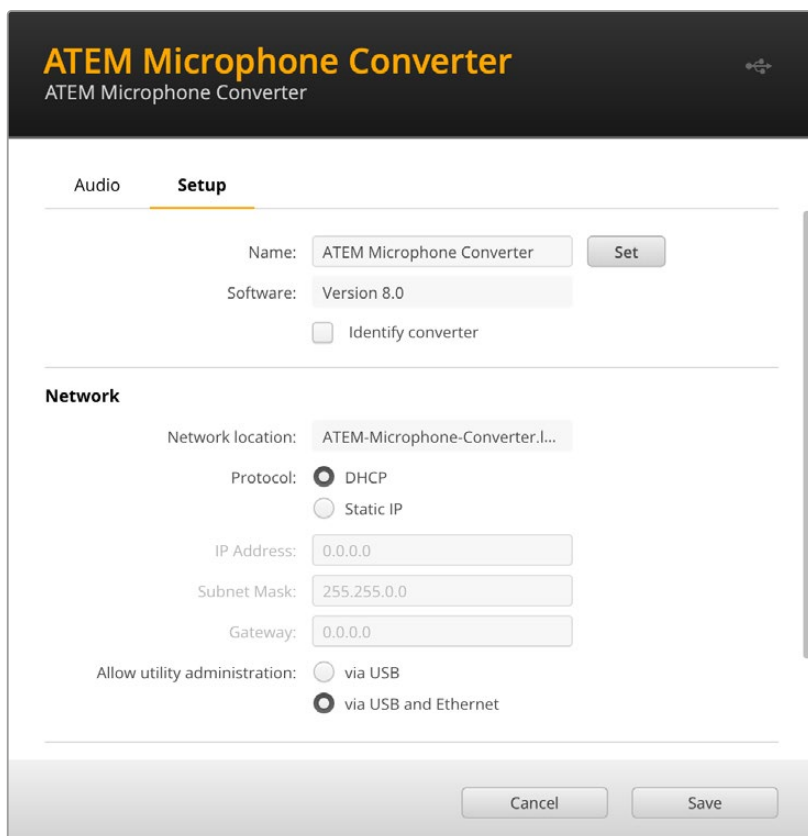 ATEM Microphone Converter
ATEM Microphone Converter
Audio Setup
Name: ATEM Microphone Converter Set
Software: Version 8.0
Identify converter
Network
Network location: ATEM-Microphone-Converter.l...
Protocol: DHCP
Static IP
IP Address: 0.0.0.0
Subnet Mask: 255.255.0.0
Gateway: 0.0.0.0
Allow utility administration: via USB
via USB and Ethernet
Cancel Save